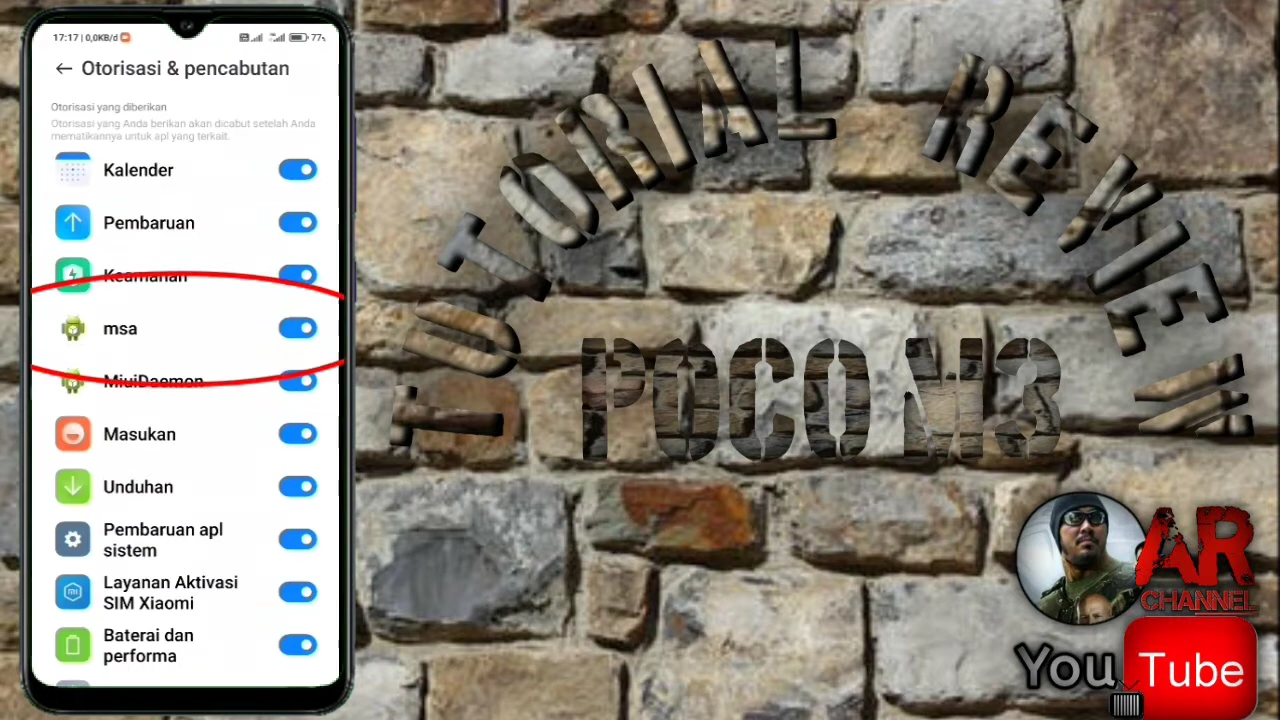 17:17 | 0,0KB/d
77%
Otorisasi & pencabutan
Otorisasi yang diberikan
Otorisasi yang Anda berikan akan dicabut setelah Anda
mematikannya untuk apl yang terkait.
Kalender
Pembaruan
Keamanan
msa
MiuiDaemon
Masukan
Unduhan
Pembaruan apl
sistem
Layanan Aktivasi
SIM Xiaomi
Baterai dan
performa
TUTORIAL REVIEW
POCO M3
AR
CHANNEL
YouTube